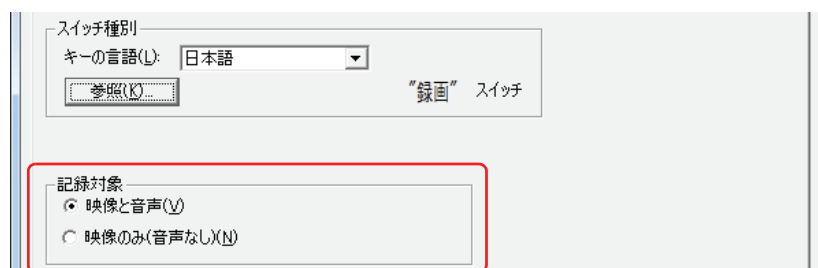 スイッチ種別
キーの言語(L): 日本語
参照(K)... "録画" スイッチ
記録対象
映像と音声(V)
映像のみ(音声なし)(N)